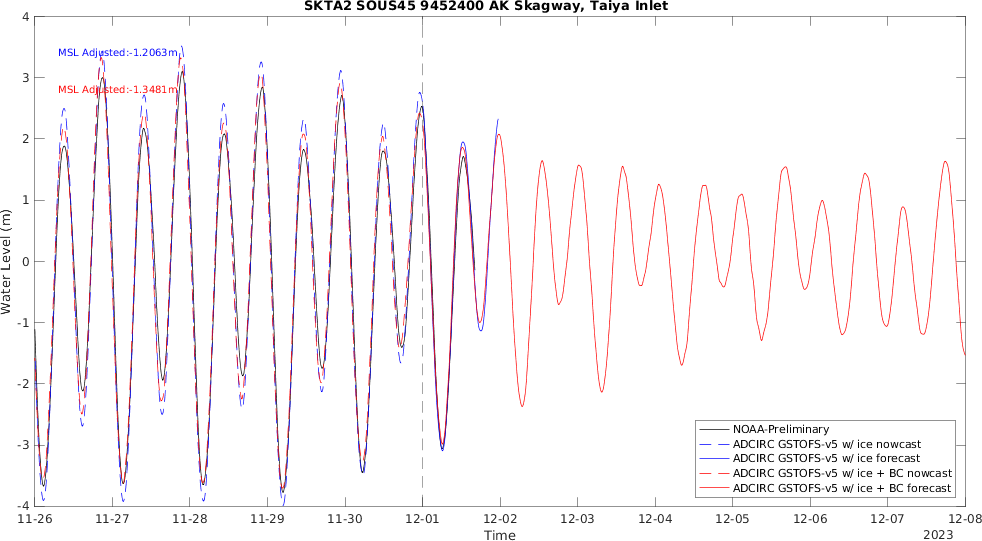 SKTA2 SOUS45 9452400 AK Skagway, Taiya Inlet
MSL Adjusted:-1.2063m
MSL Adjusted:-1.3481m
Water Level (m)
4
3
2
1
0
-1
-2
-3
-4
NOAA-Preliminary
ADCIRC GSTOFS-v5 w/ ice nowcast
ADCIRC GSTOFS-v5 w/ ice forecast
ADCIRC GSTOFS-v5 w/ ice + BC nowcast
ADCIRC GSTOFS-v5 w/ ice + BC forecast
11-26 11-27 11-28 11-29 11-30 12-01 12-02 12-03 12-04 12-05 12-06 12-07 12-08
Time
2023